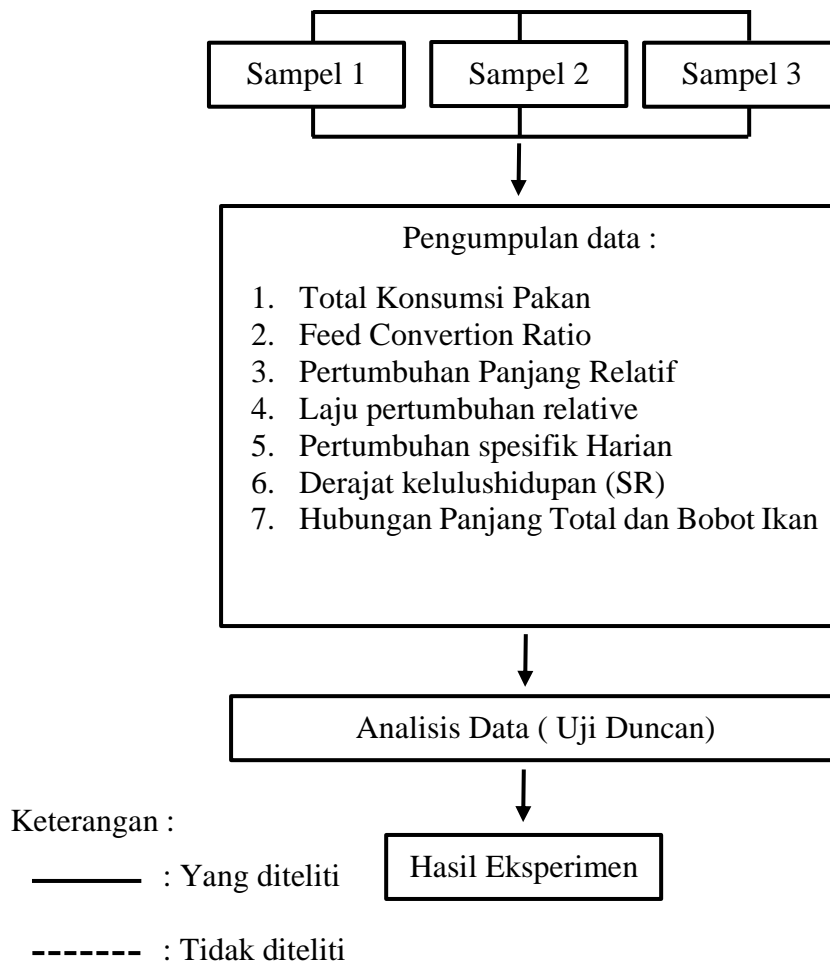 Sampel 1
Sampel 2
Sampel 3
Pengumpulan data :
1. Total Konsumsi Pakan
2. Feed Convertion Ratio
3. Pertumbuhan Panjang Relatif
4. Laju pertumbuhan relative
5. Pertumbuhan spesifik Harian
6. Derajat kelulushidupan (SR)
7. Hubungan Panjang Total dan Bobot Ikan
Analisis Data ( Uji Duncan)
Hasil Eksperimen
Keterangan :
: Yang diteliti
: Tidak diteliti